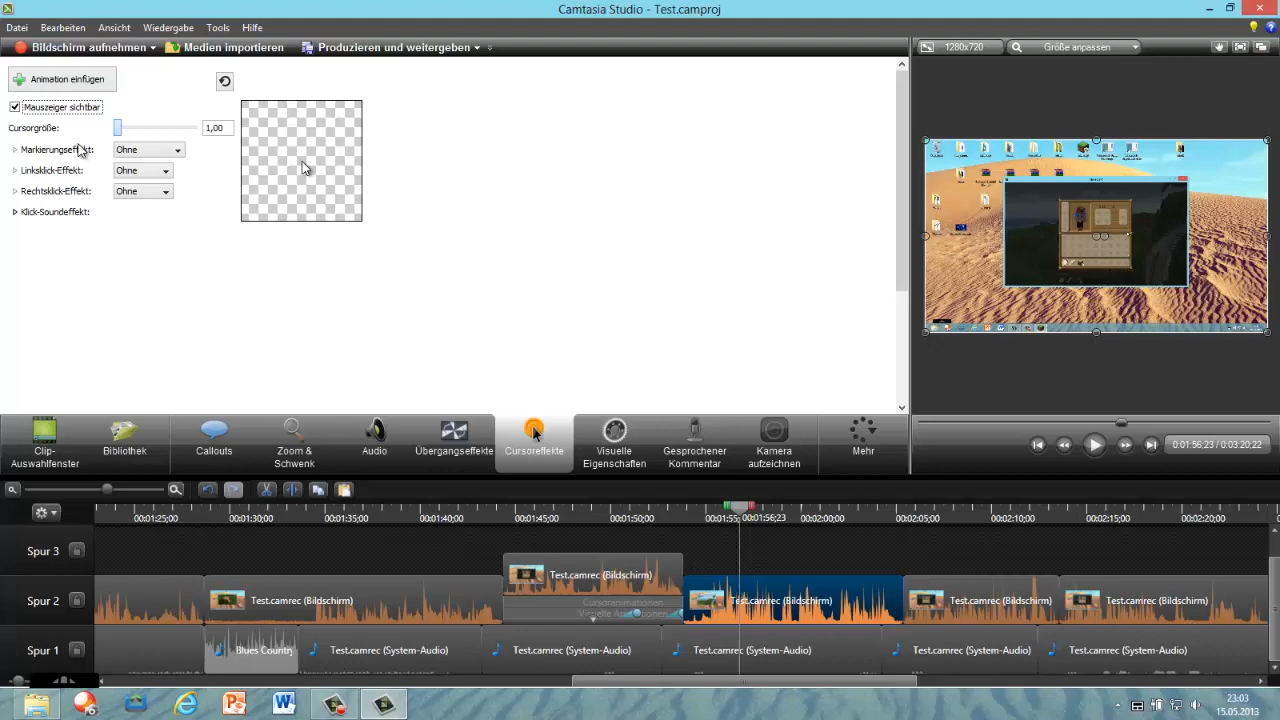 Camtasia Studio - Test.camproj
Datei Bearbeiten Ansicht Wiedergabe Tools Hilfe
Bildschirm aufnehmen Medien importieren Produzieren und weitergeben
1280x720 Größe anpassen
Animation einfügen
Mauszeiger sichtbar
Cursorgröße: 1,00
Markierungseffekt: Ohne
Linksklick-Effekt: Ohne
Rechtsklick-Effekt: Ohne
Klick-Soundeffekt:
Clip-Auswahlfenster
Bibliothek
Callouts
Zoom & Schwenk
Audio
Übergangseffekte
Cursoreffekte
Visuelle Eigenschaften
Gesprochener Kommentar
Kamera aufzeichnen
Mehr
0:01:56;23 / 0:03:20;22
00:01:25;00 00:01:30;00 00:01:35;00 00:01:40;00 00:01:45;00 00:01:50;00 00:01:55; 00:01:56;23 00:02:00;00 00:02:05;00 00:02:10;00 00:02:15;00 00:02:20;00
Spur 3
Test.camrec (Bildschirm)
Cursoranimationen
Spur 2 Test.camrec (Bildschirm) Test.camrec (Bildschirm) Test.camrec (Bildschirm) Test.camrec (Bildschirm)
Spur 1 Blues Country Test.camrec (System-Audio) Test.camrec (System-Audio) Test.camrec (System-Audio) Test.camrec (System-Audio) Test.camrec (System-Audio)
23:03
15.05.2013